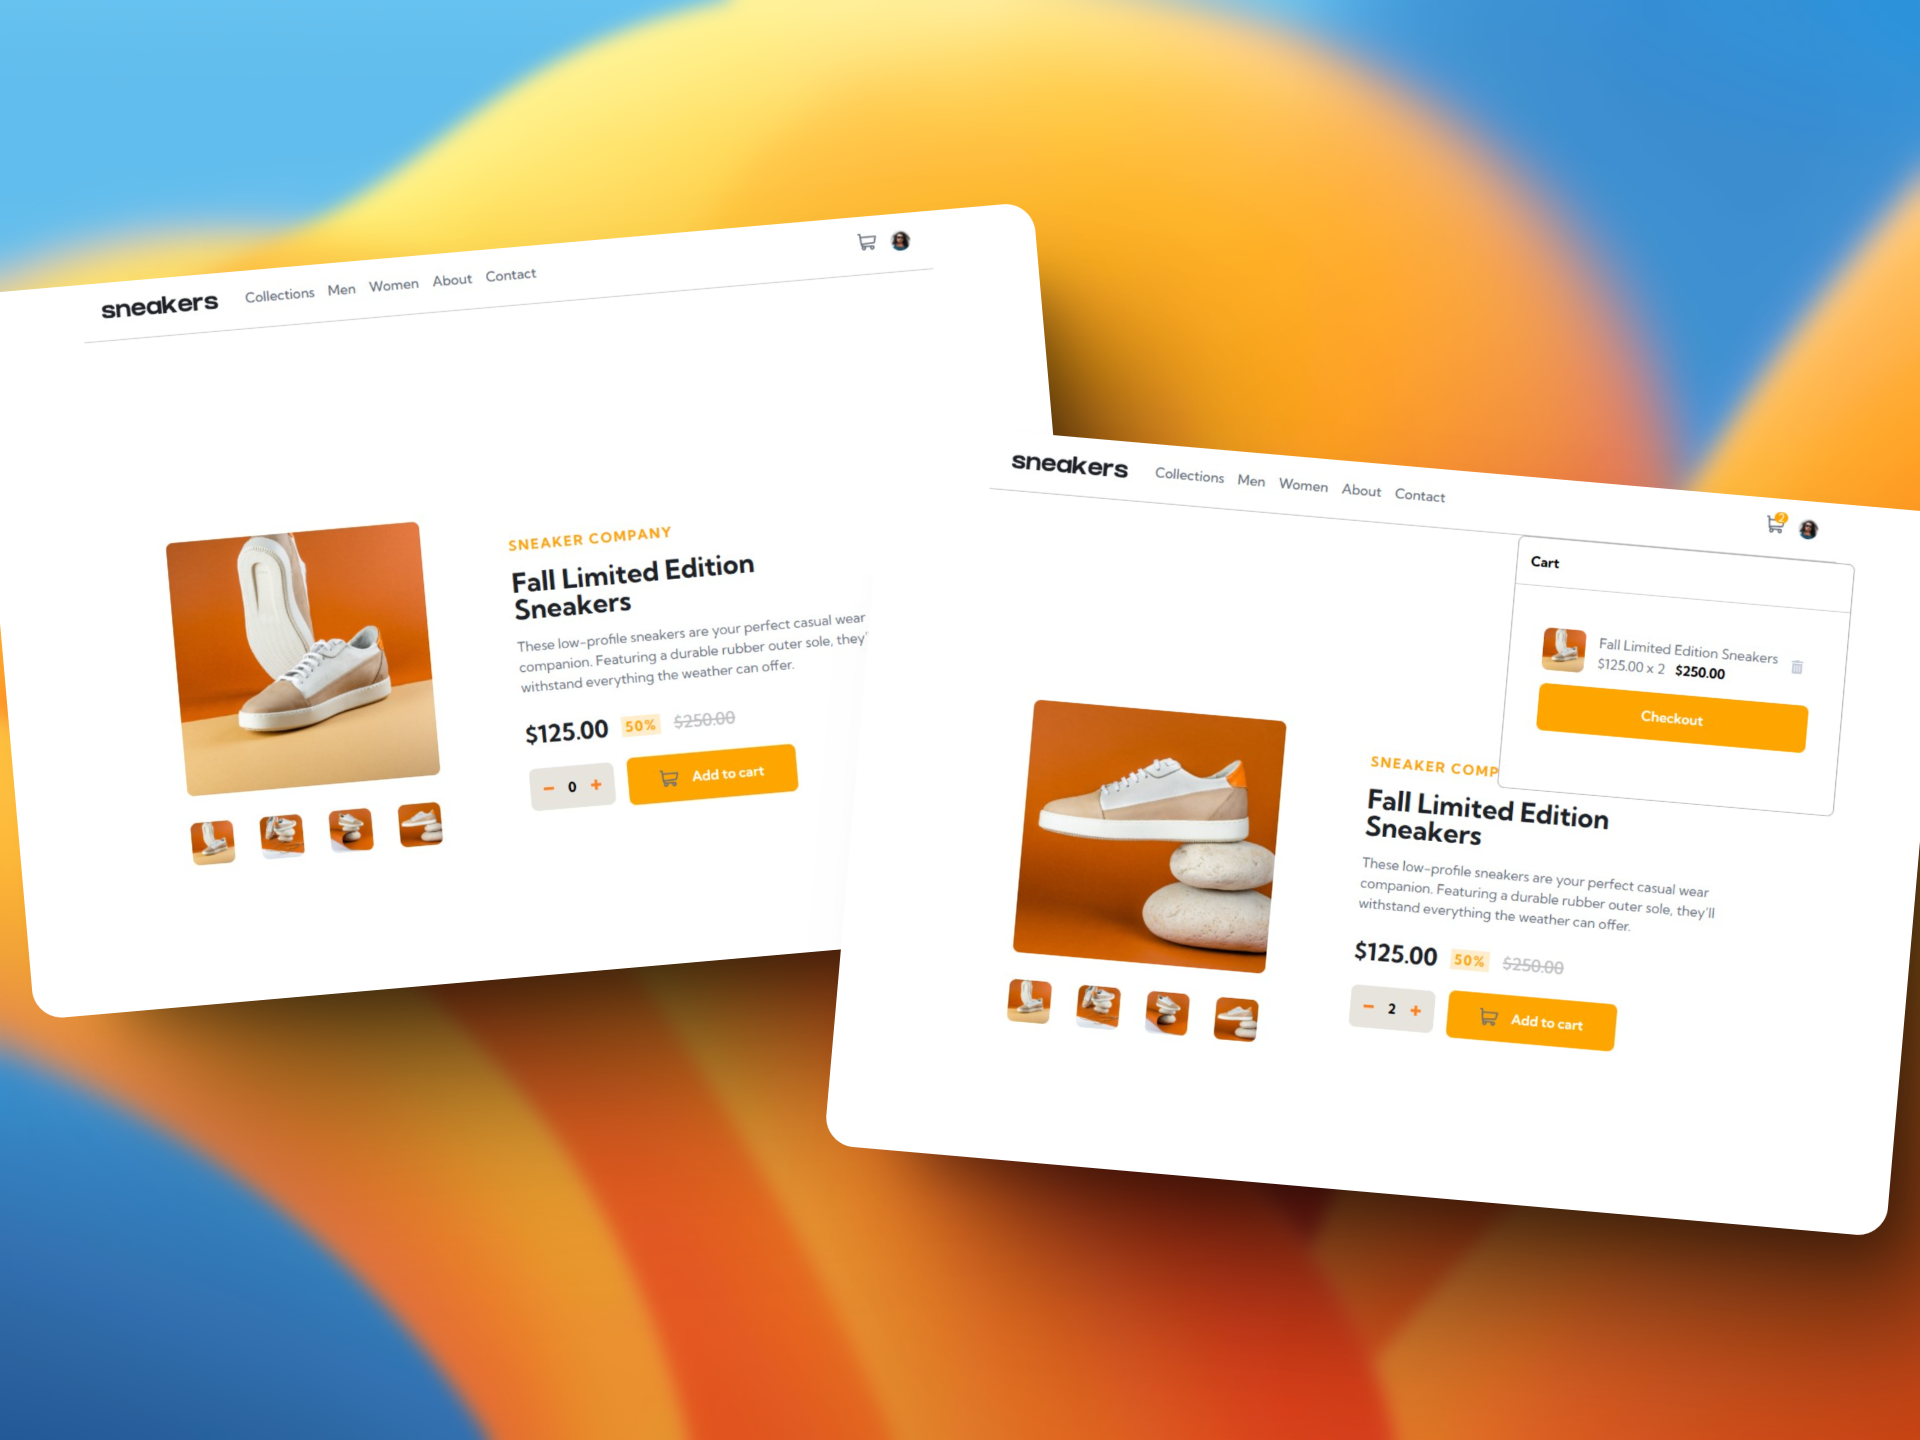 sneakers Collections Men Women About Contact
SNEAKER COMPANY
Fall Limited Edition
Sneakers
These low-profile sneakers are your perfect casual wear
companion. Featuring a durable rubber outer sole, they'
withstand everything the weather can offer.
$125.00 50% $250.00
− 0 + Add to cart
sneakers Collections Men Women About Contact
2
Cart
Fall Limited Edition Sneakers
$125.00 x 2 $250.00
Checkout
SNEAKER COMP
Fall Limited Edition
Sneakers
These low-profile sneakers are your perfect casual wear
companion. Featuring a durable rubber outer sole, they'll
withstand everything the weather can offer.
$125.00 50% $250.00
− 2 + Add to cart